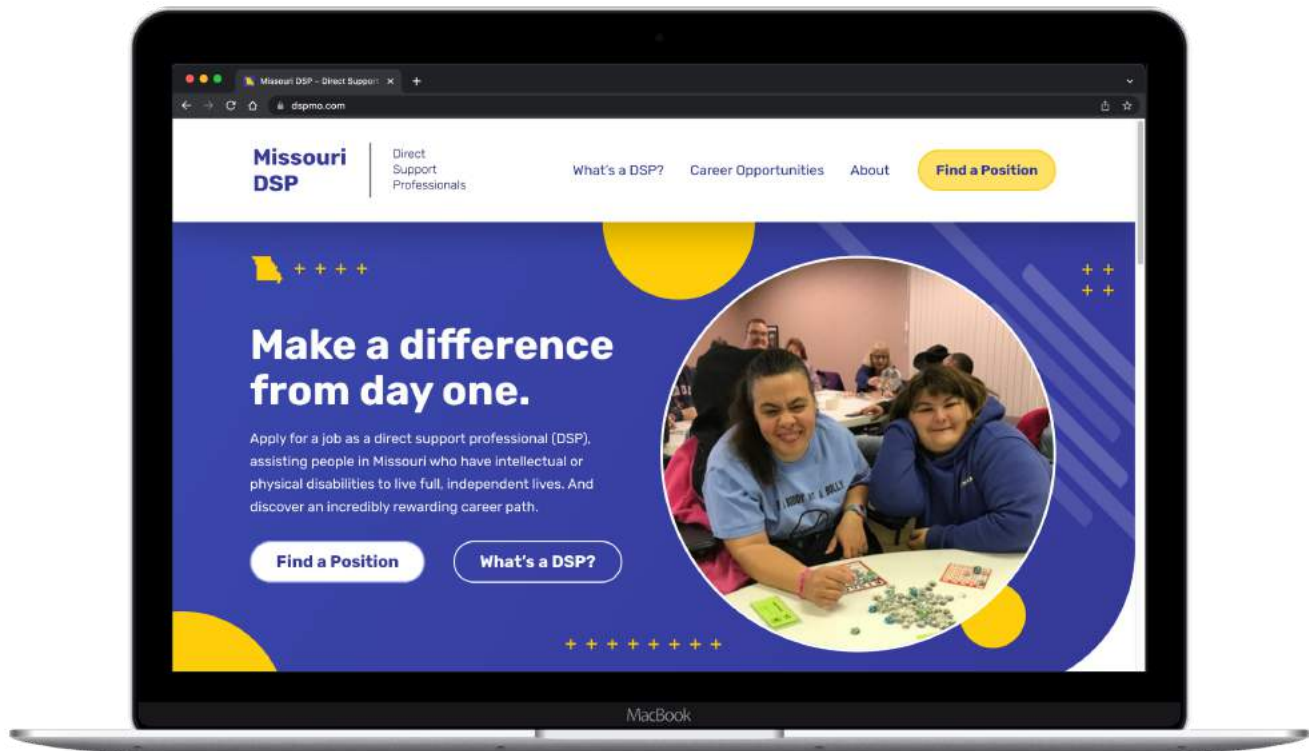 Missouri DSP – Direct Support
dspmo.com
Missouri
DSP
Direct
Support
Professionals
What's a DSP?
Career Opportunities
About
Find a Position
++++
++
++
Make a difference
from day one.
Apply for a job as a direct support professional (DSP),
assisting people in Missouri who have intellectual or
physical disabilities to live full, independent lives. And
discover an incredibly rewarding career path.
Find a Position
What's a DSP?
BUDDY
BULLY
MacBook